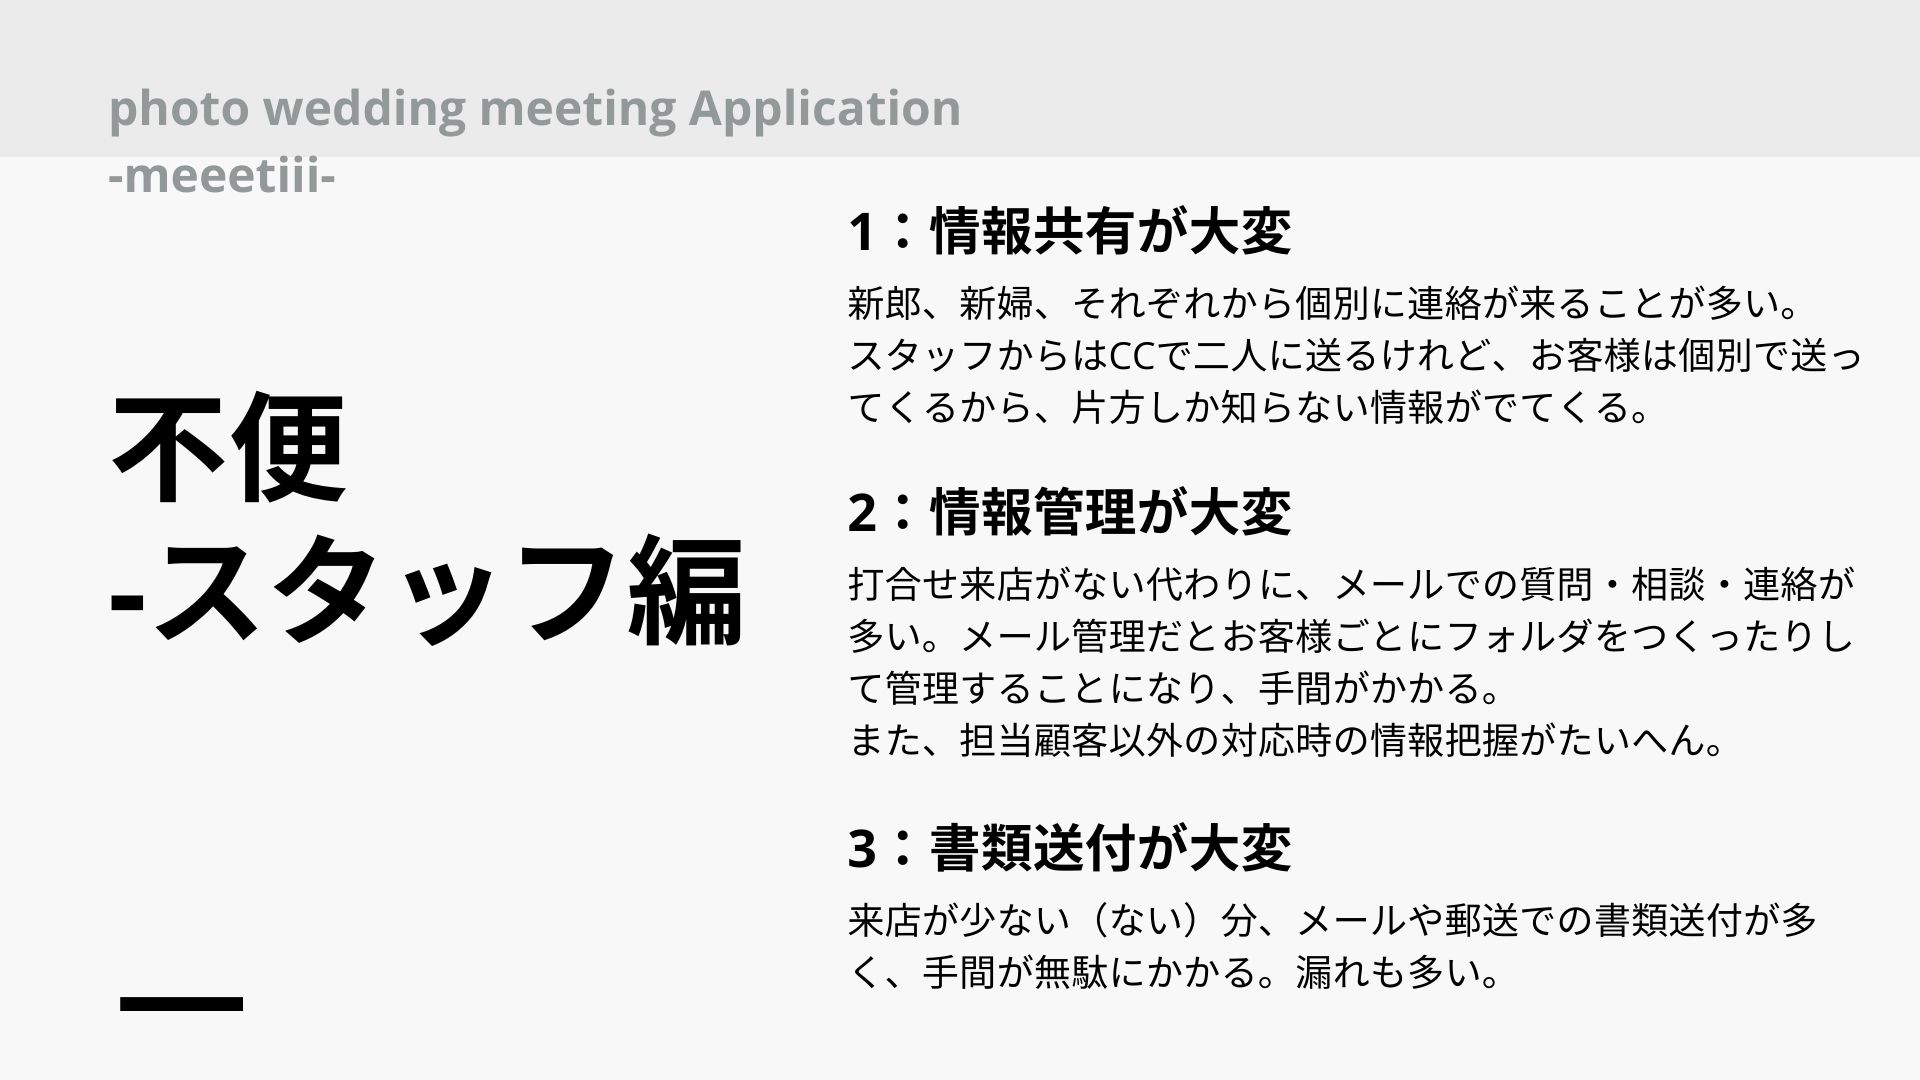 photo wedding meeting Application
-meeetiii-
不便
-スタッフ編
1：情報共有が大変
新郎、新婦、それぞれから個別に連絡が来ることが多い。
スタッフからはCCで二人に送るけれど、お客様は個別で送っ
てくるから、片方しか知らない情報がでてくる。
2：情報管理が大変
打合せ来店がない代わりに、メールでの質問・相談・連絡が
多い。メール管理だとお客様ごとにフォルダをつくったりし
て管理することになり、手間がかかる。
また、担当顧客以外の対応時の情報把握がたいへん。
3：書類送付が大変
来店が少ない（ない）分、メールや郵送での書類送付が多
く、手間が無駄にかかる。漏れも多い。